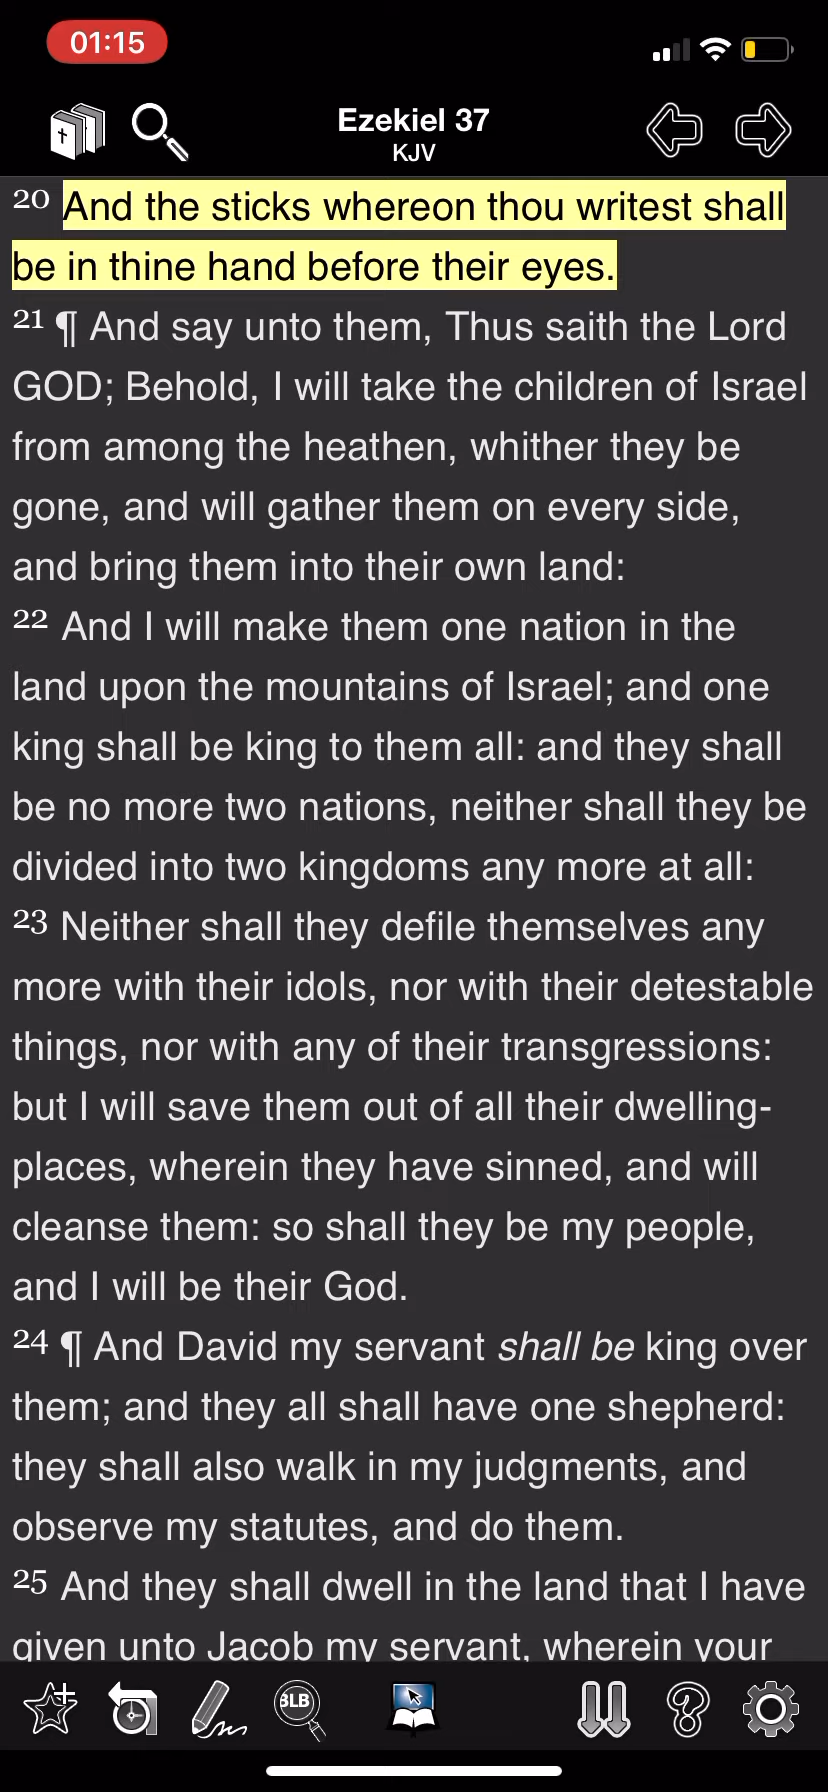 01:15
Ezekiel 37
KJV
20 And the sticks whereon thou writest shall
be in thine hand before their eyes.
21 ¶ And say unto them, Thus saith the Lord
GOD; Behold, I will take the children of Israel
from among the heathen, whither they be
gone, and will gather them on every side,
and bring them into their own land:
22 And I will make them one nation in the
land upon the mountains of Israel; and one
king shall be king to them all: and they shall
be no more two nations, neither shall they be
divided into two kingdoms any more at all:
23 Neither shall they defile themselves any
more with their idols, nor with their detestable
things, nor with any of their transgressions:
but I will save them out of all their dwelling-
places, wherein they have sinned, and will
cleanse them: so shall they be my people,
and I will be their God.
24 ¶ And David my servant shall be king over
them; and they all shall have one shepherd:
they shall also walk in my judgments, and
observe my statutes, and do them.
25 And they shall dwell in the land that I have
given unto Jacob my servant, wherein your
BLB